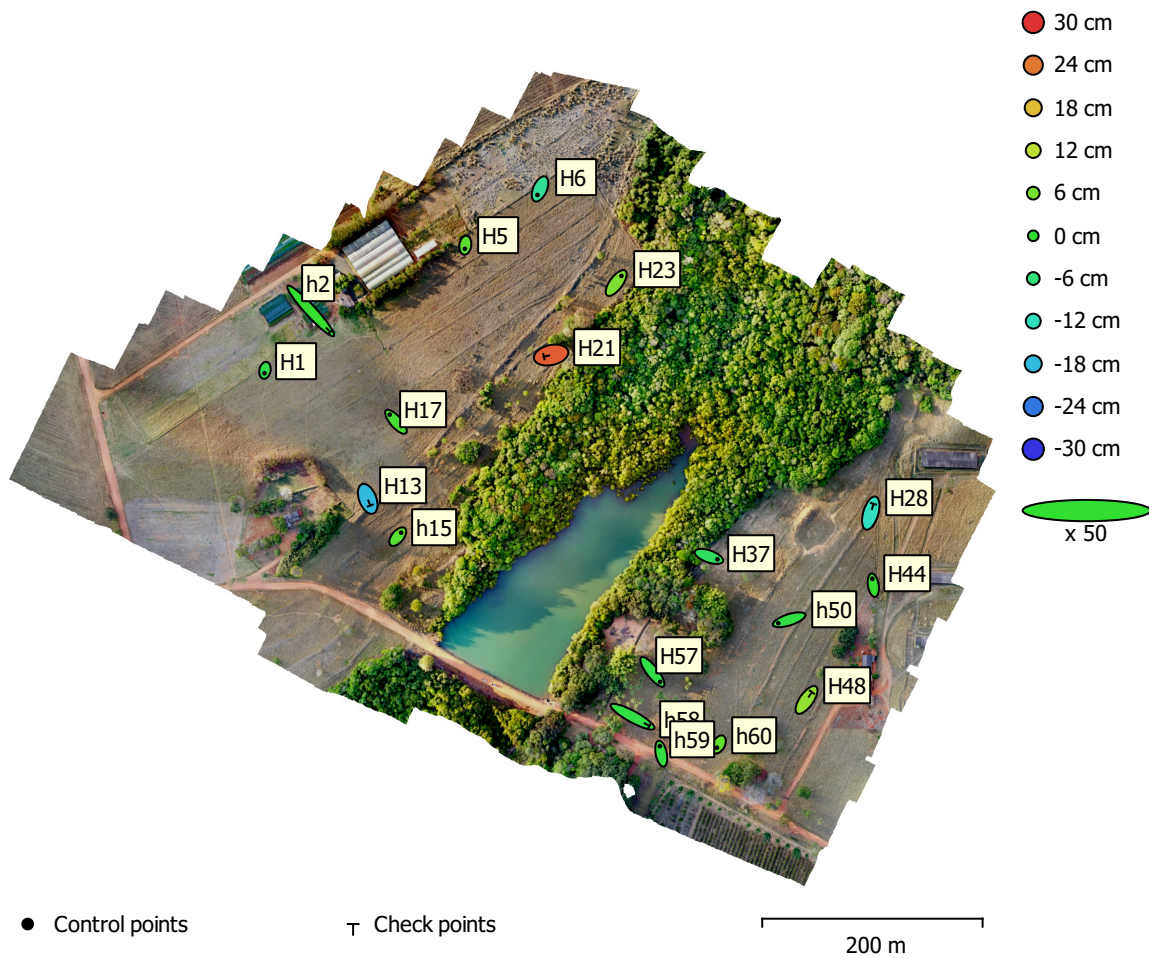 30 cm
24 cm
18 cm
12 cm
6 cm
0 cm
-6 cm
-12 cm
-18 cm
-24 cm
-30 cm
x 50
H6
H5
H23
h2
H21
H1
H17
H13
h15
H28
H37
H44
h50
H57
H48
h58
h59
h60
Control points
Check points
200 m